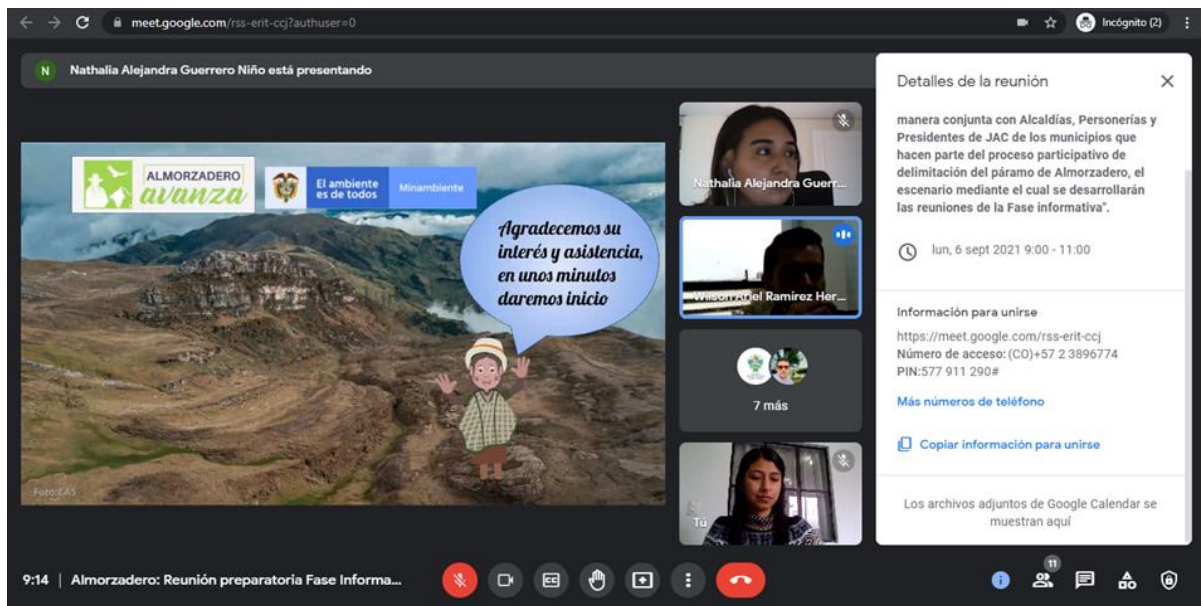 meet.google.com/rss-erit-ccj?authuser=0
Incógnito (2)
N
Nathalia Alejandra Guerrero Niño está presentando
ALMORZADERO
avanza
El ambiente
es de todos
Minambiente
Agradecemos su
interés y asistencia,
en unos minutos
daremos inicio
Foto:CAS
Nathalia Alejandra Guerr...
Wilson Ariel Ramírez Her...
7 más
Tú
Detalles de la reunión
manera conjunta con Alcaldías, Personerías y
Presidentes de JAC de los municipios que
hacen parte del proceso participativo de
delimitación del páramo de Almorzadero, el
escenario mediante el cual se desarrollarán
las reuniones de la Fase informativa".
lun, 6 sept 2021 9:00 - 11:00
Información para unirse
https://meet.google.com/rss-erit-ccj
Número de acceso: (CO)+57 2 3896774
PIN:577 911 290#
Más números de teléfono
Copiar información para unirse
Los archivos adjuntos de Google Calendar se
muestran aquí
9:14 | Almorzadero: Reunión preparatoria Fase Informa...
CC
11